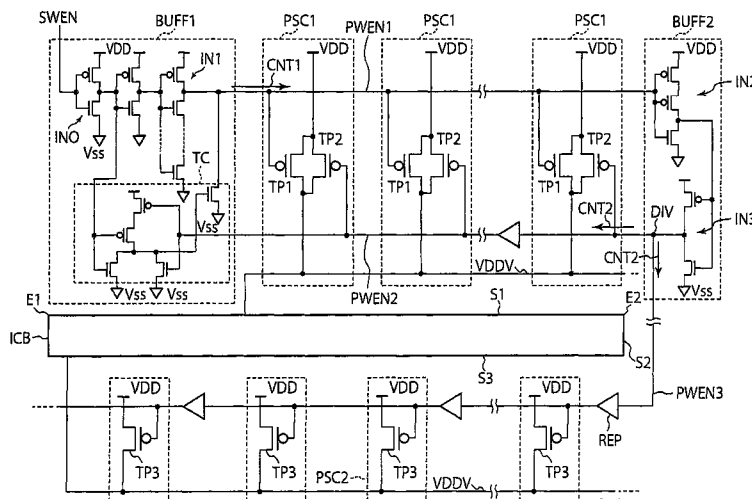 SWEN BUFF1 PSC1 PWEN1 PSC1 PSC1 BUFF2
VDD IN1 CNT1 VDD VDD VDD VDD IN2
INO Vss TC TP1 TP2 TP1 TP2 TP1 TP2
Vss CNT2 DIV IN3
Vss Vss PWEN2 VDDV CNT2 Vss
E1 S1 E2
ICB S2
S3
VDD VDD VDD VDD PWEN3
REP
TP3 TP3 PSC2 TP3 VDDV TP3